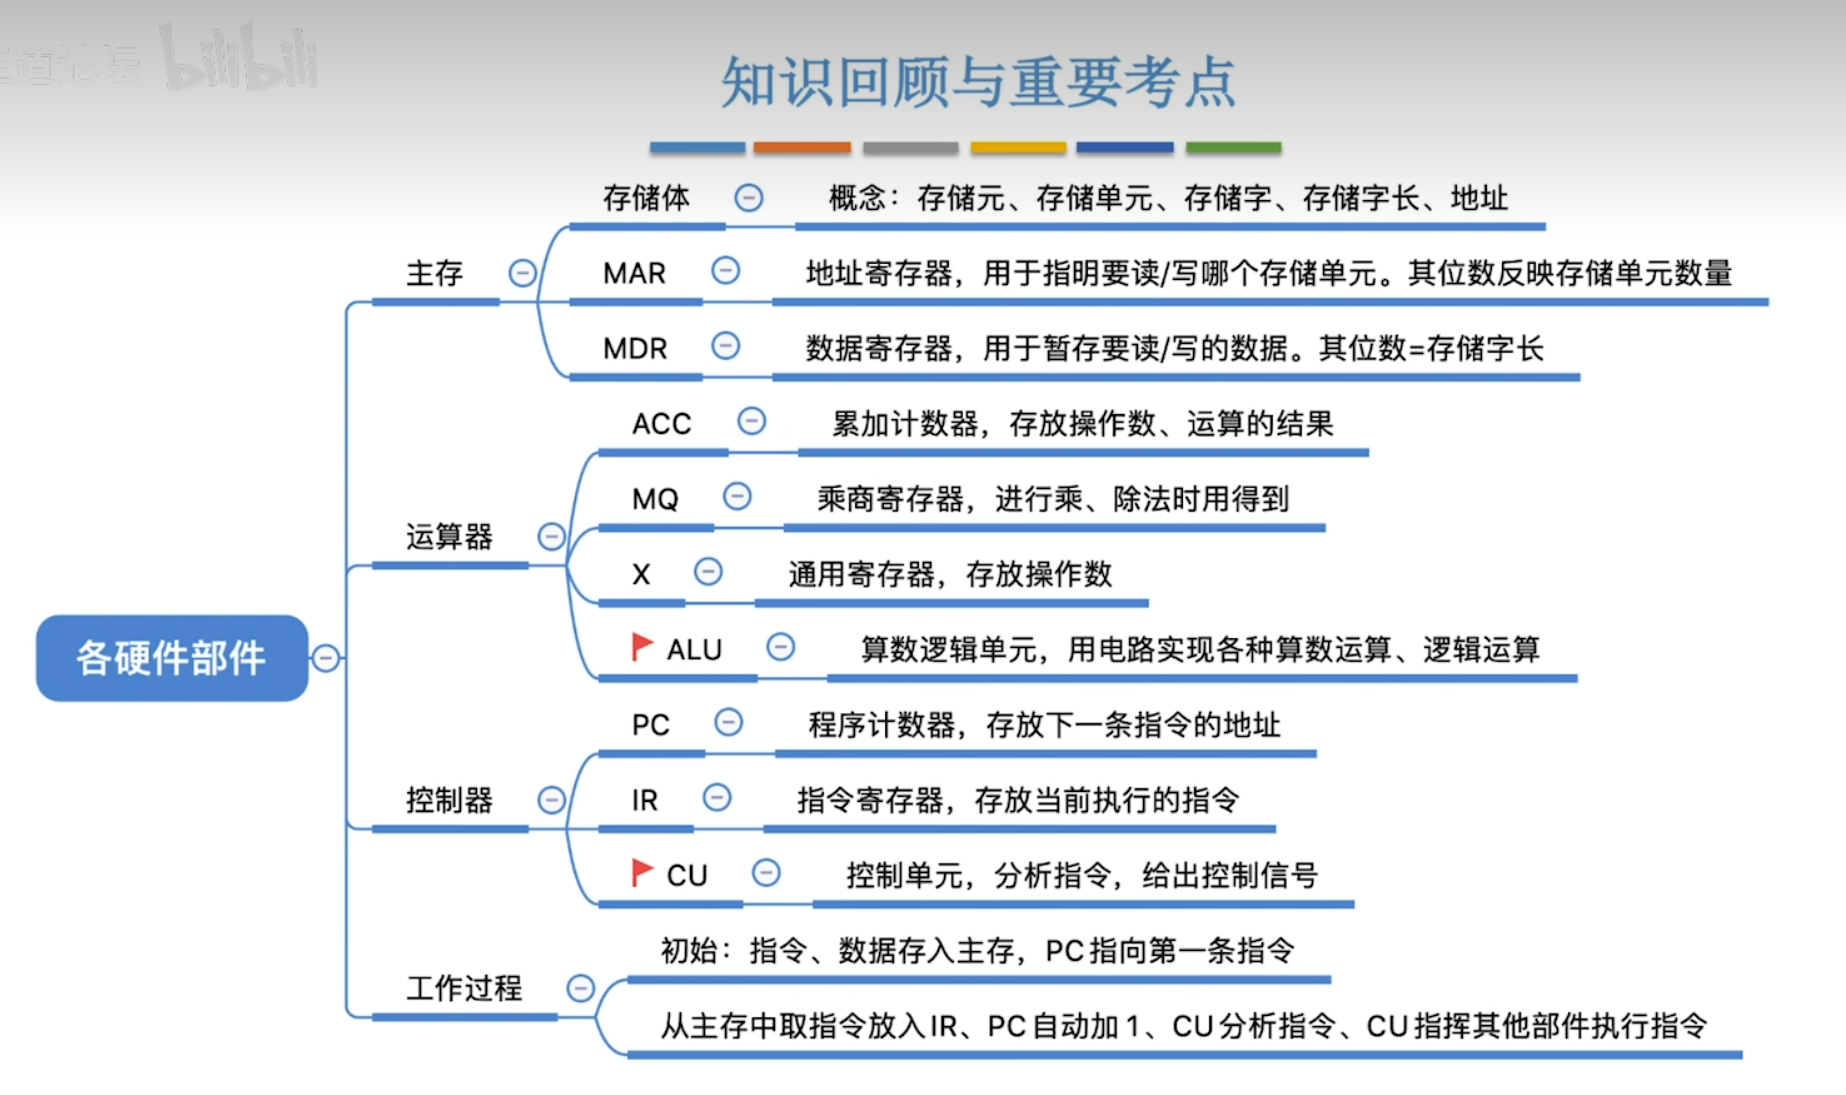 王道论坛 bilibili
知识回顾与重要考点
各硬件部件
主存
存储体
概念：存储元、存储单元、存储字、存储字长、地址
MAR
地址寄存器，用于指明要读/写哪个存储单元。其位数反映存储单元数量
MDR
数据寄存器，用于暂存要读/写的数据。其位数=存储字长
运算器
ACC
累加计数器，存放操作数、运算的结果
MQ
乘商寄存器，进行乘、除法时用得到
X
通用寄存器，存放操作数
ALU
算数逻辑单元，用电路实现各种算数运算、逻辑运算
控制器
PC
程序计数器，存放下一条指令的地址
IR
指令寄存器，存放当前执行的指令
CU
控制单元，分析指令，给出控制信号
工作过程
初始：指令、数据存入主存，PC指向第一条指令
从主存中取指令放入IR、PC自动加1、CU分析指令、CU指挥其他部件执行指令